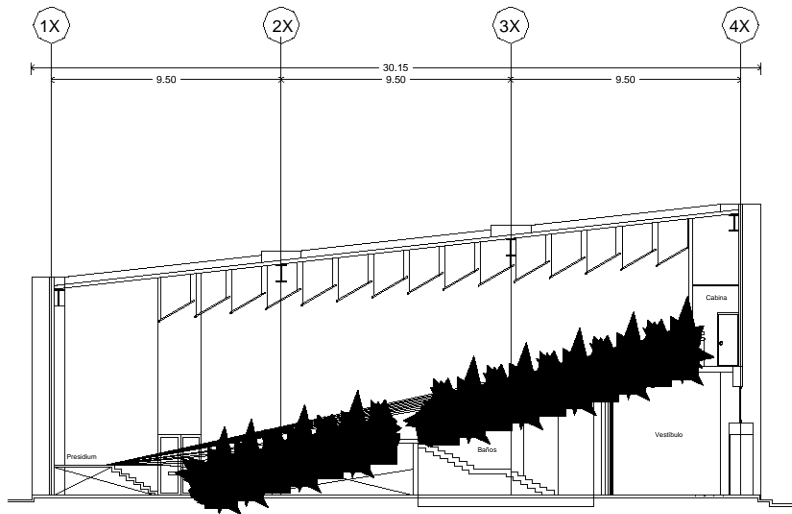 1X 2X 3X 4X
30.15
9.50 9.50 9.50
Cabina
Presidium
Baños
Vestíbulo